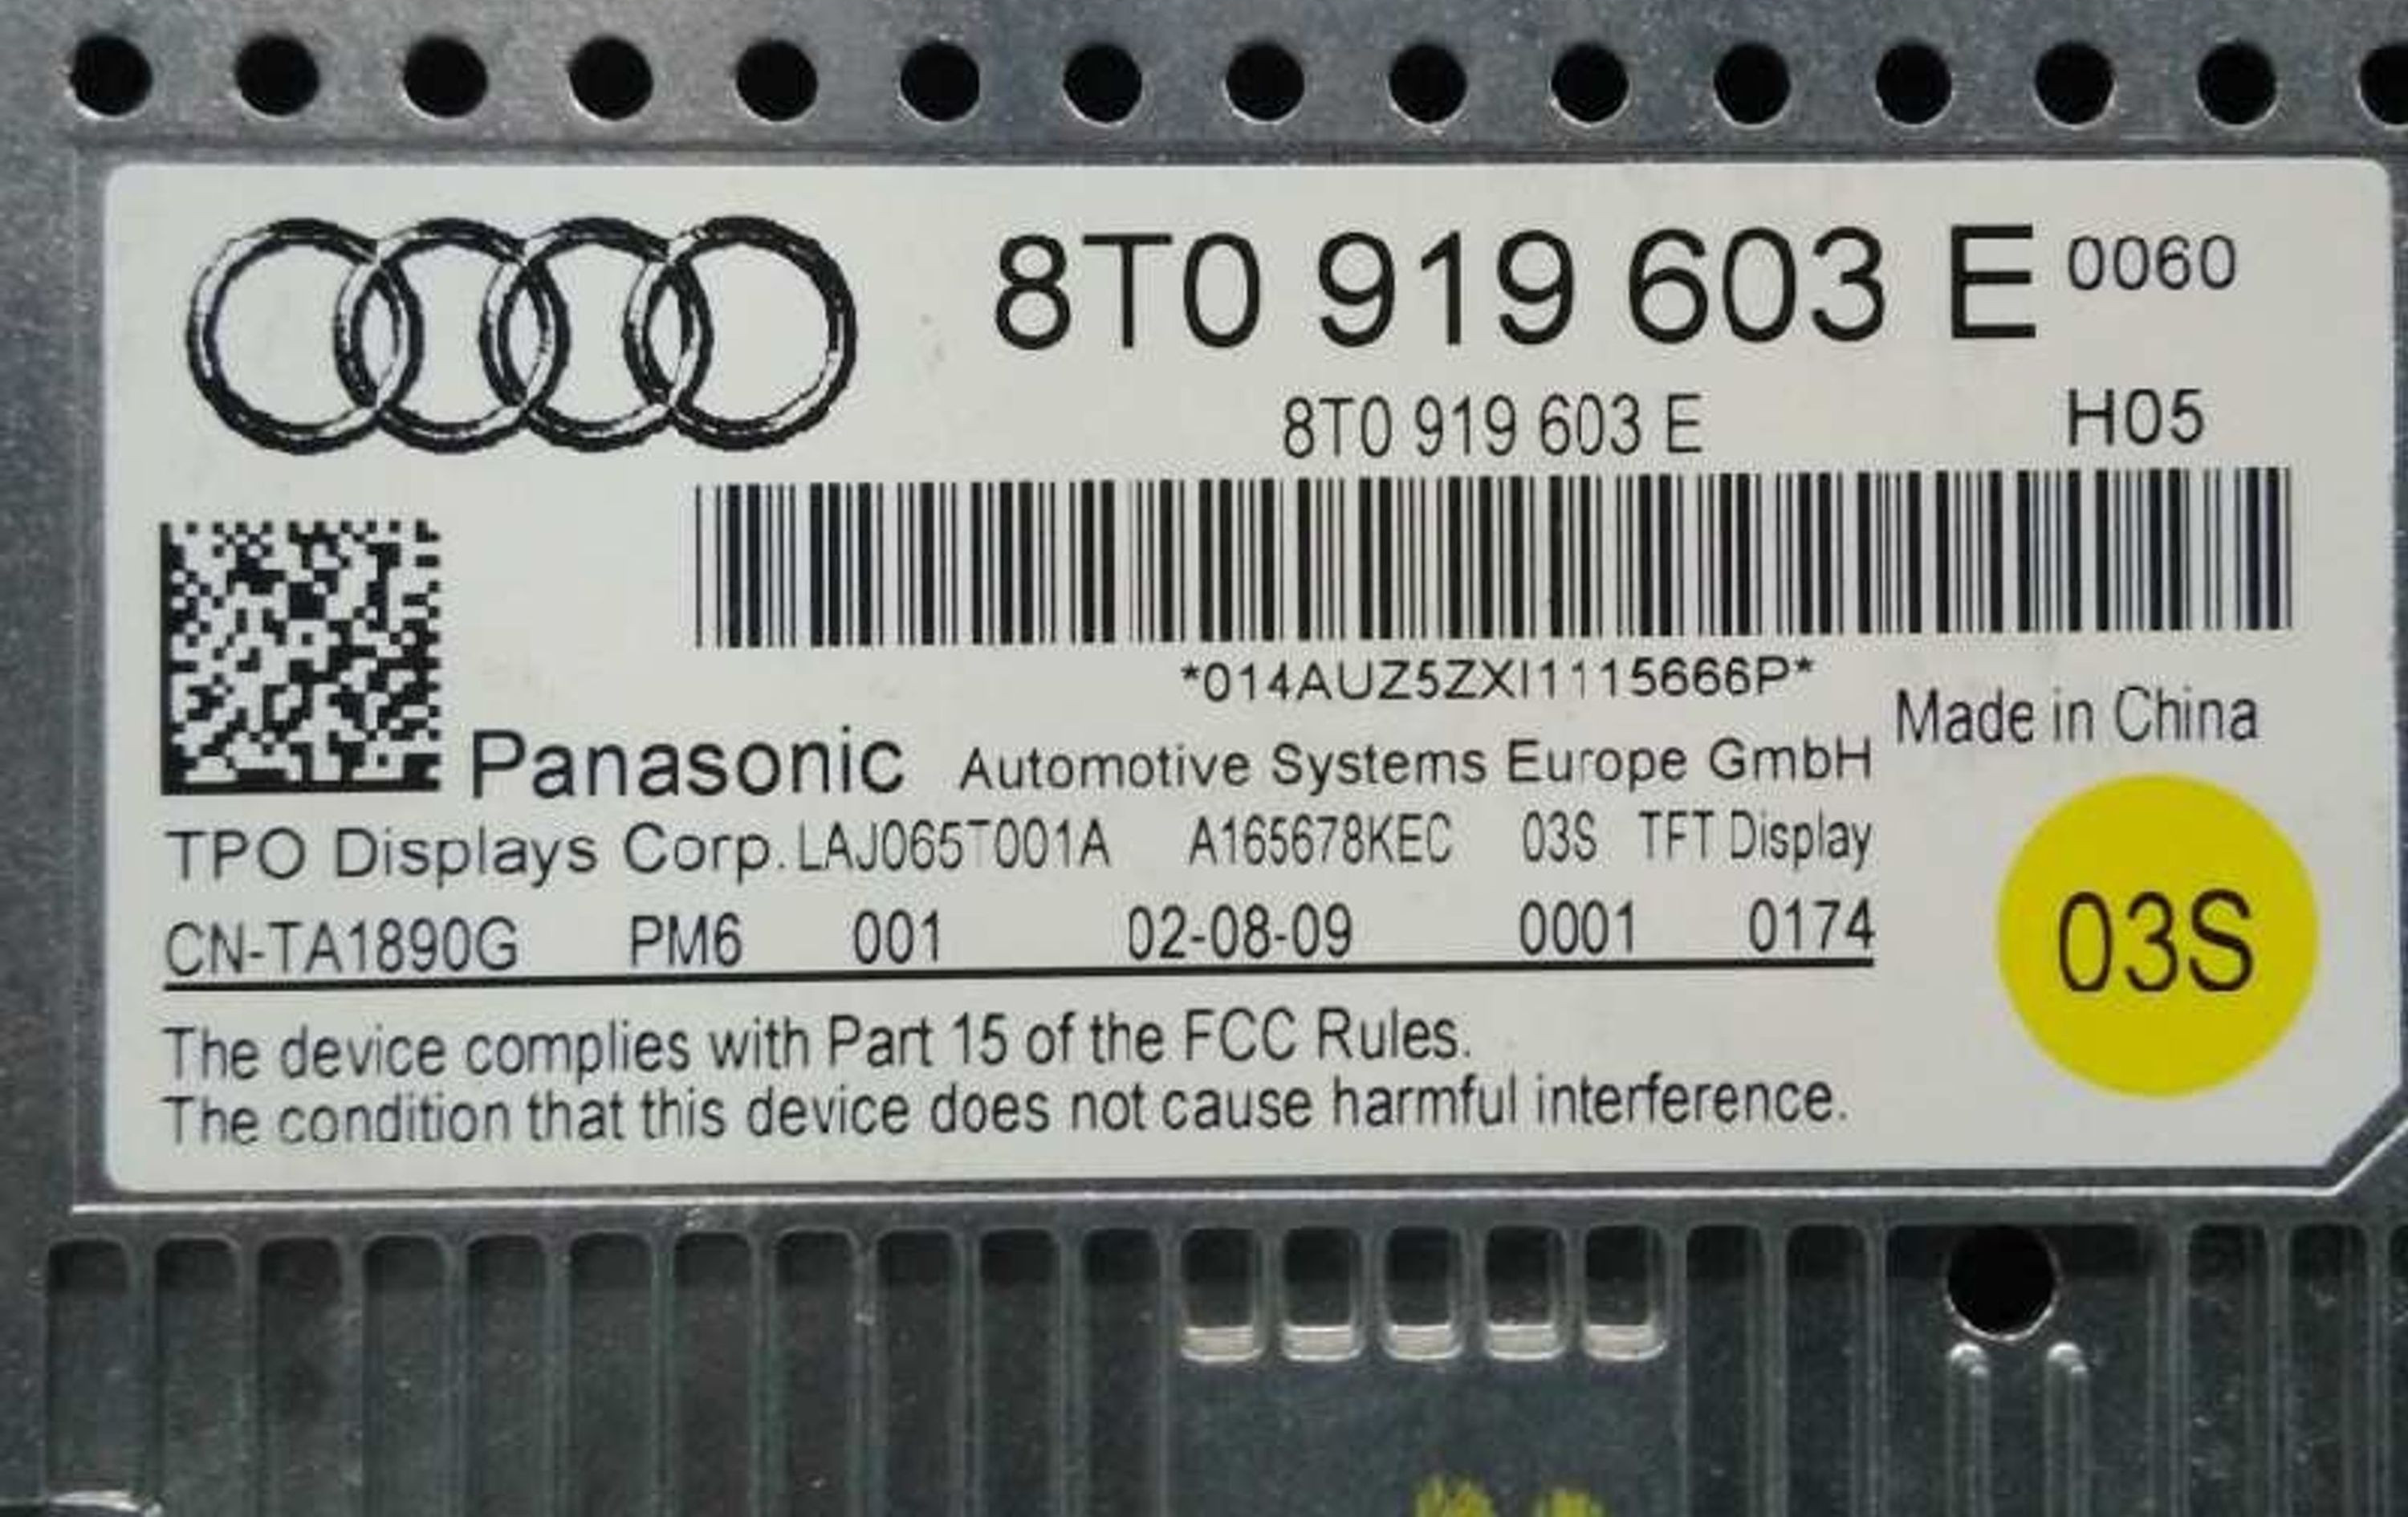 8T0 919 603 E 0060
8T0 919 603 E H05
*014AUZ5ZXI1115666P*
Made in China
Panasonic Automotive Systems Europe GmbH
TPO Displays Corp. LAJ065T001A A165678KEC 03S TFT Display
CN-TA1890G PM6 001 02-08-09 0001 0174
03S
The device complies with Part 15 of the FCC Rules.
The condition that this device does not cause harmful interference.